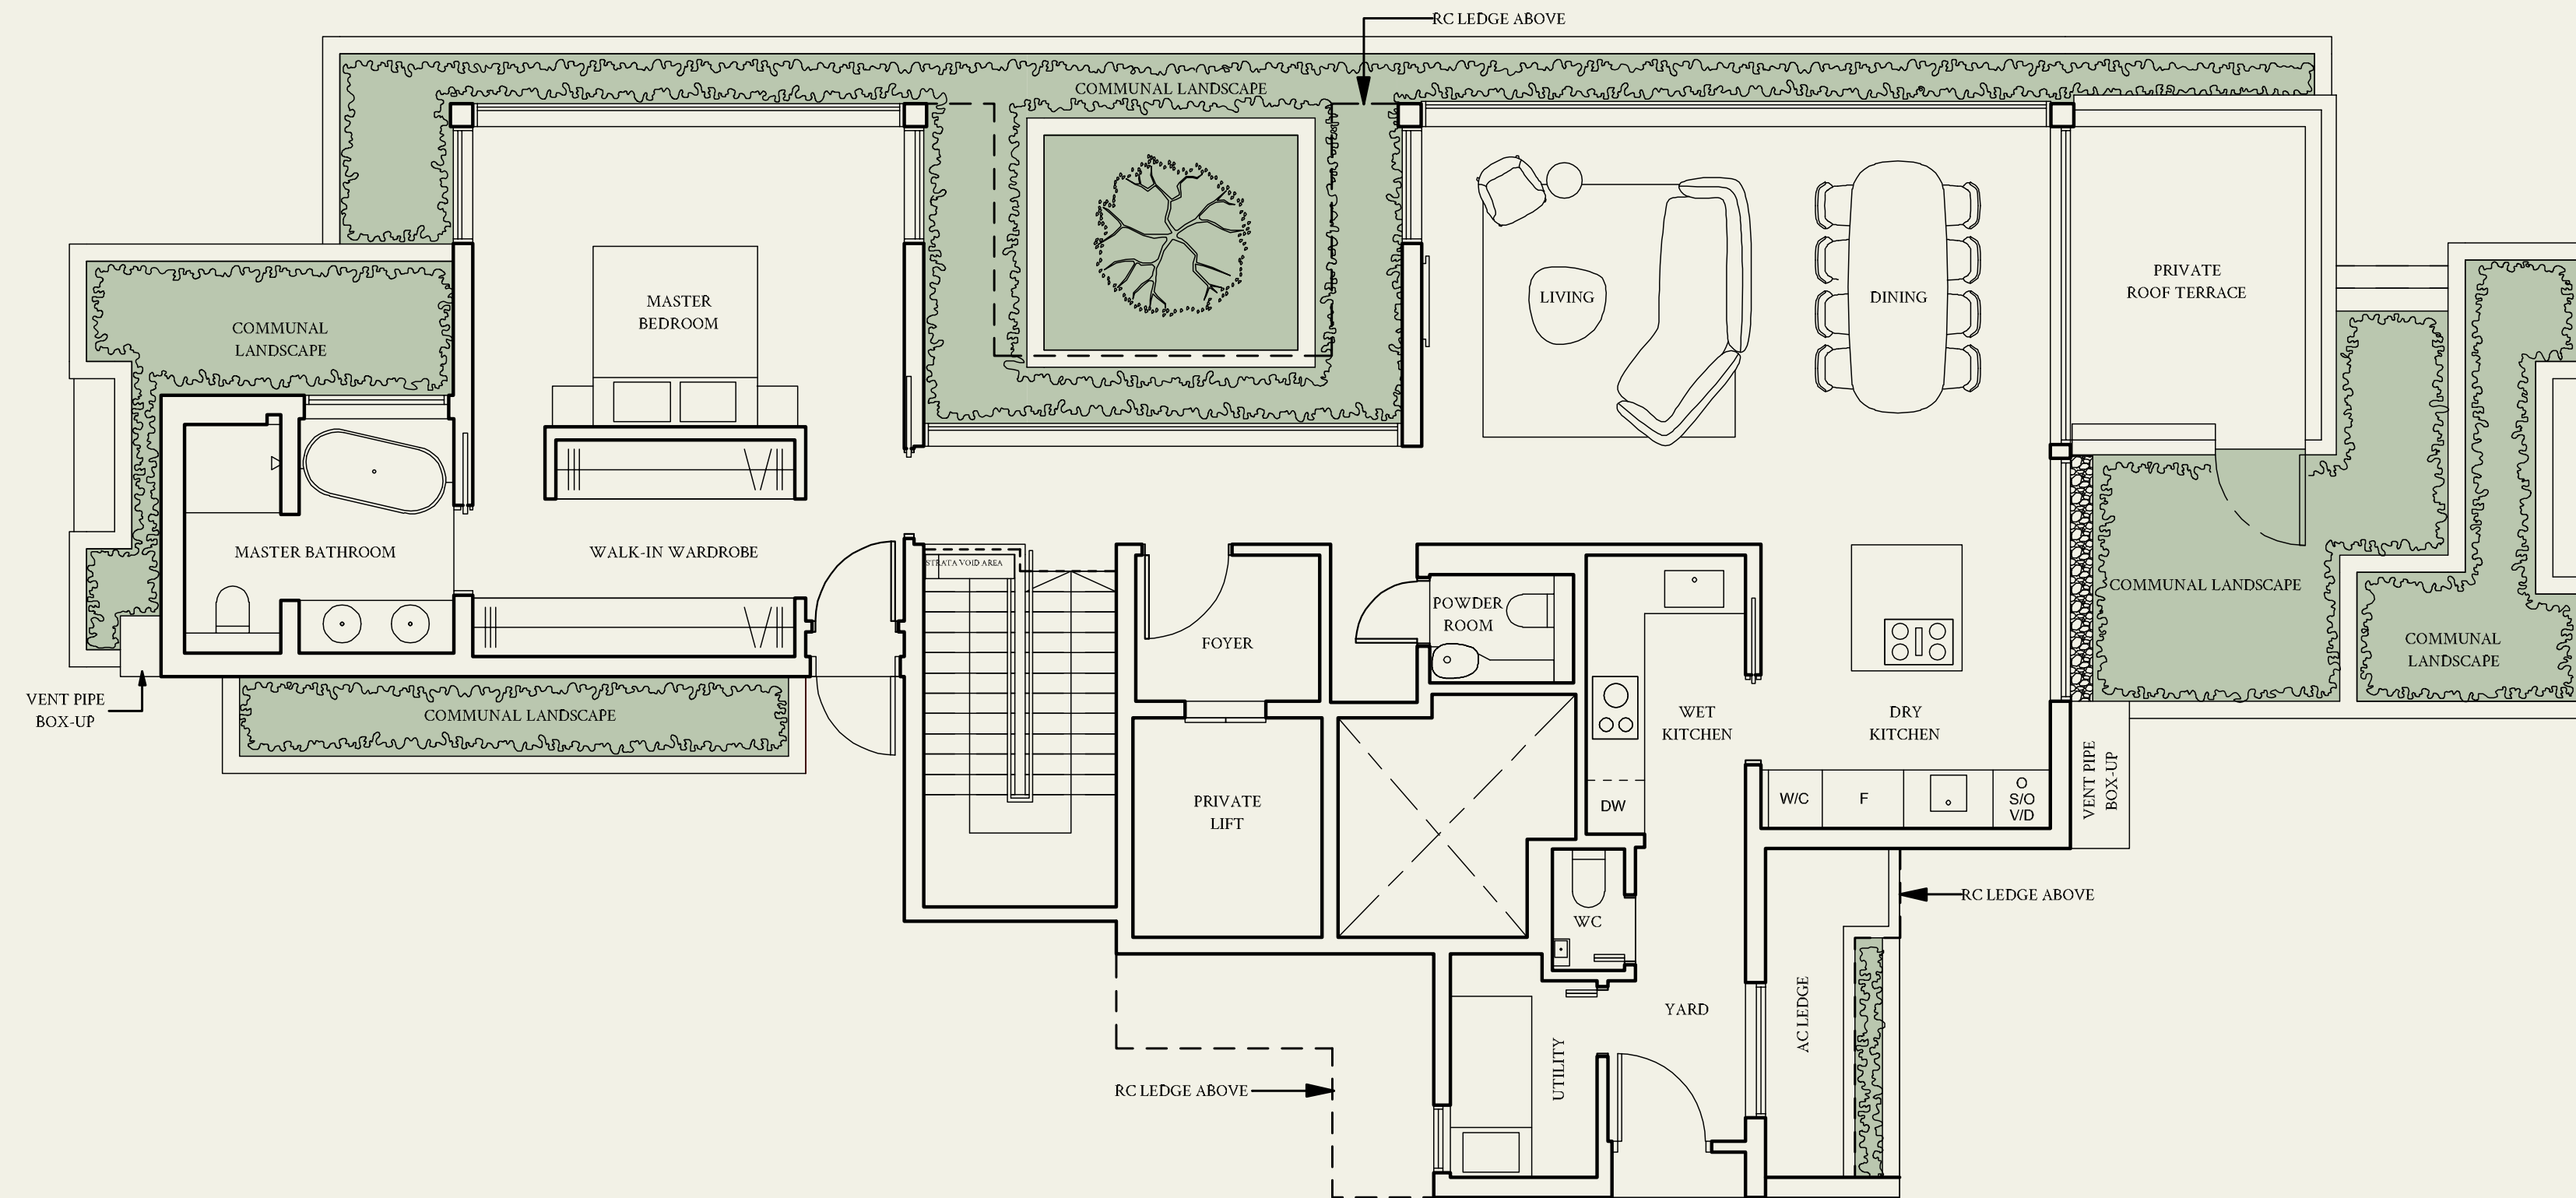 RC LEDGE ABOVE
COMMUNAL LANDSCAPE
MASTER
BEDROOM
LIVING
DINING
PRIVATE
ROOF TERRACE
COMMUNAL
LANDSCAPE
MASTER BATHROOM
WALK-IN WARDROBE
STRATA VOID AREA
FOYER
POWDER
ROOM
COMMUNAL LANDSCAPE
COMMUNAL
LANDSCAPE
VENT PIPE
BOX-UP
COMMUNAL LANDSCAPE
WET
KITCHEN
DRY
KITCHEN
VENT PIPE
BOX-UP
PRIVATE
LIFT
DW
W/C
F
O
S/O
V/D
RC LEDGE ABOVE
WC
YARD
AC LEDGE
UTILITY
RC LEDGE ABOVE